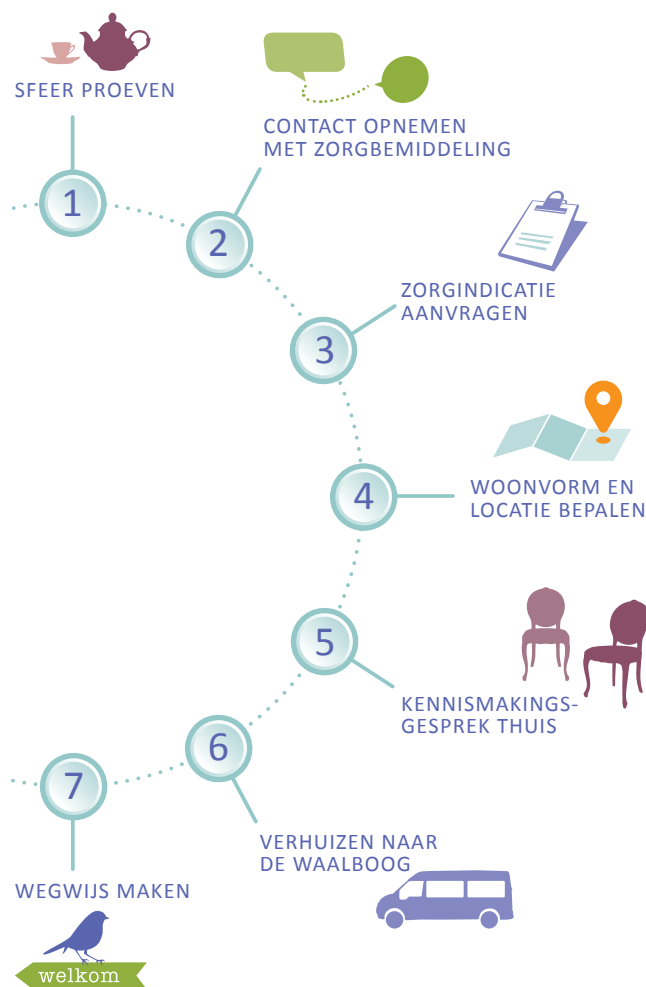 SFEER PROEVEN
1
CONTACT OPNEMEN
MET ZORGBEMIDDELING
2
ZORGINDICATIE
AANVRAGEN
3
WOONVORM EN
LOCATIE BEPALEN
4
KENNISMAKINGS-
GESPREK THUIS
5
VERHUIZEN NAAR
DE WAALBOOG
6
WEGWIJS MAKEN
7
welkom